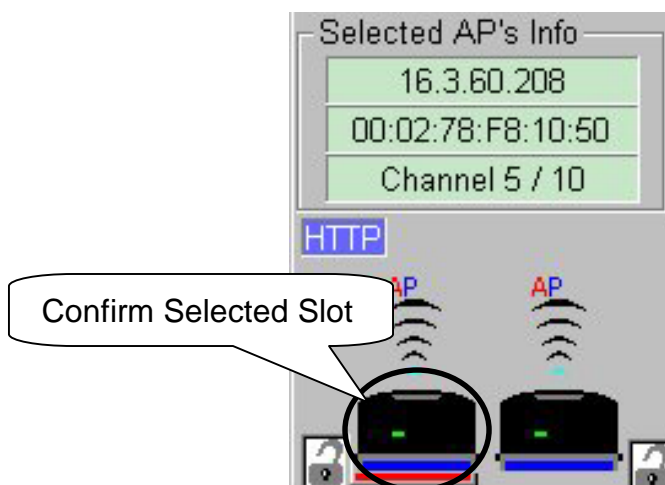 Selected AP's Info
16.3.60.208
00:02:78:F8:10:50
Channel 5 / 10
HTTP
AP AP
Confirm Selected Slot